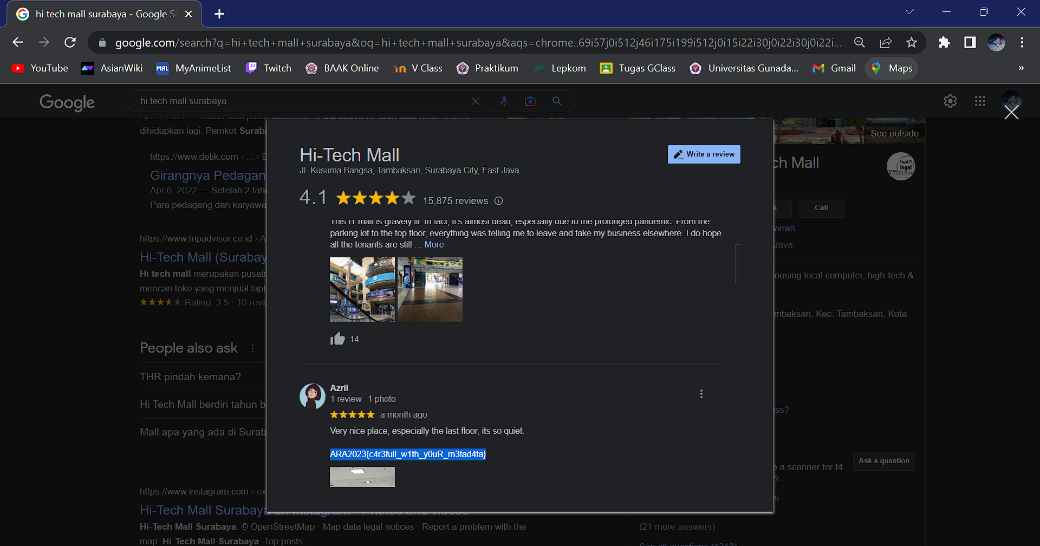 hi tech mall surabaya - Google Se
google.com/search?q=hi+tech+mall+surabaya&oq=hi+tech+mall+surabaya&aqs=chrome..69i57j0i512j46i175i199i512j0i15i22i30j0i22i30j0i22i...
YouTube AsianWiki MAL MyAnimeList Twitch BAAK Online V Class Praktikum Lepkom Tugas GClass Universitas Gunada... Gmail Maps »
Google
hi tech mall surabaya
dihidupkan lagi. Pemkot Surab
See outside
https://www.detik.com › ...
Girangnya Pedagan
Apr 6, 2022 — Setelah 2 tah
Para pedagang dan karyawa
Call
https://www.tripadvisor.co.id ›
Hi-Tech Mall (Surabay
Hi tech mall merupakan pusat
mencari toko yang menjual lapt
Rating: 3.5 · 10 revi
People also ask
THR pindah kemana?
Hi Tech Mall berdiri tahun b
Mall apa yang ada di Surab
https://www.instagram.com ›
Hi-Tech Mall Surabaya on Instagram • Photos and videos
Hi-Tech Mall Surabaya. © OpenStreetMap · Map data legal notices · Report a problem with the
map. Hi Tech Mall Surabaya. Top posts
Hi-Tech Mall
Jl. Kusuma Bangsa, Tambaksari, Surabaya City, East Java
Write a review
4.1 15,875 reviews
This IT mall is gravely ill. In fact, it's almost dead, especially due to the prolonged pandemic. From the
parking lot to the top floor, everything was telling me to leave and take my business elsewhere. I do hope
all the tenants are still ... More
14
Azril
1 review 1 photo
a month ago
Very nice place, especially the last floor, its so quiet.
ARA2023{c4r3full_w1th_y0uR_m3tad4ta}
ch Mall
views
Java
ousing local computer, high tech &
mbaksari, Kec. Tambaksari, Kota
ss?
e a scanner for f4
Ask a question
(21 more answers)